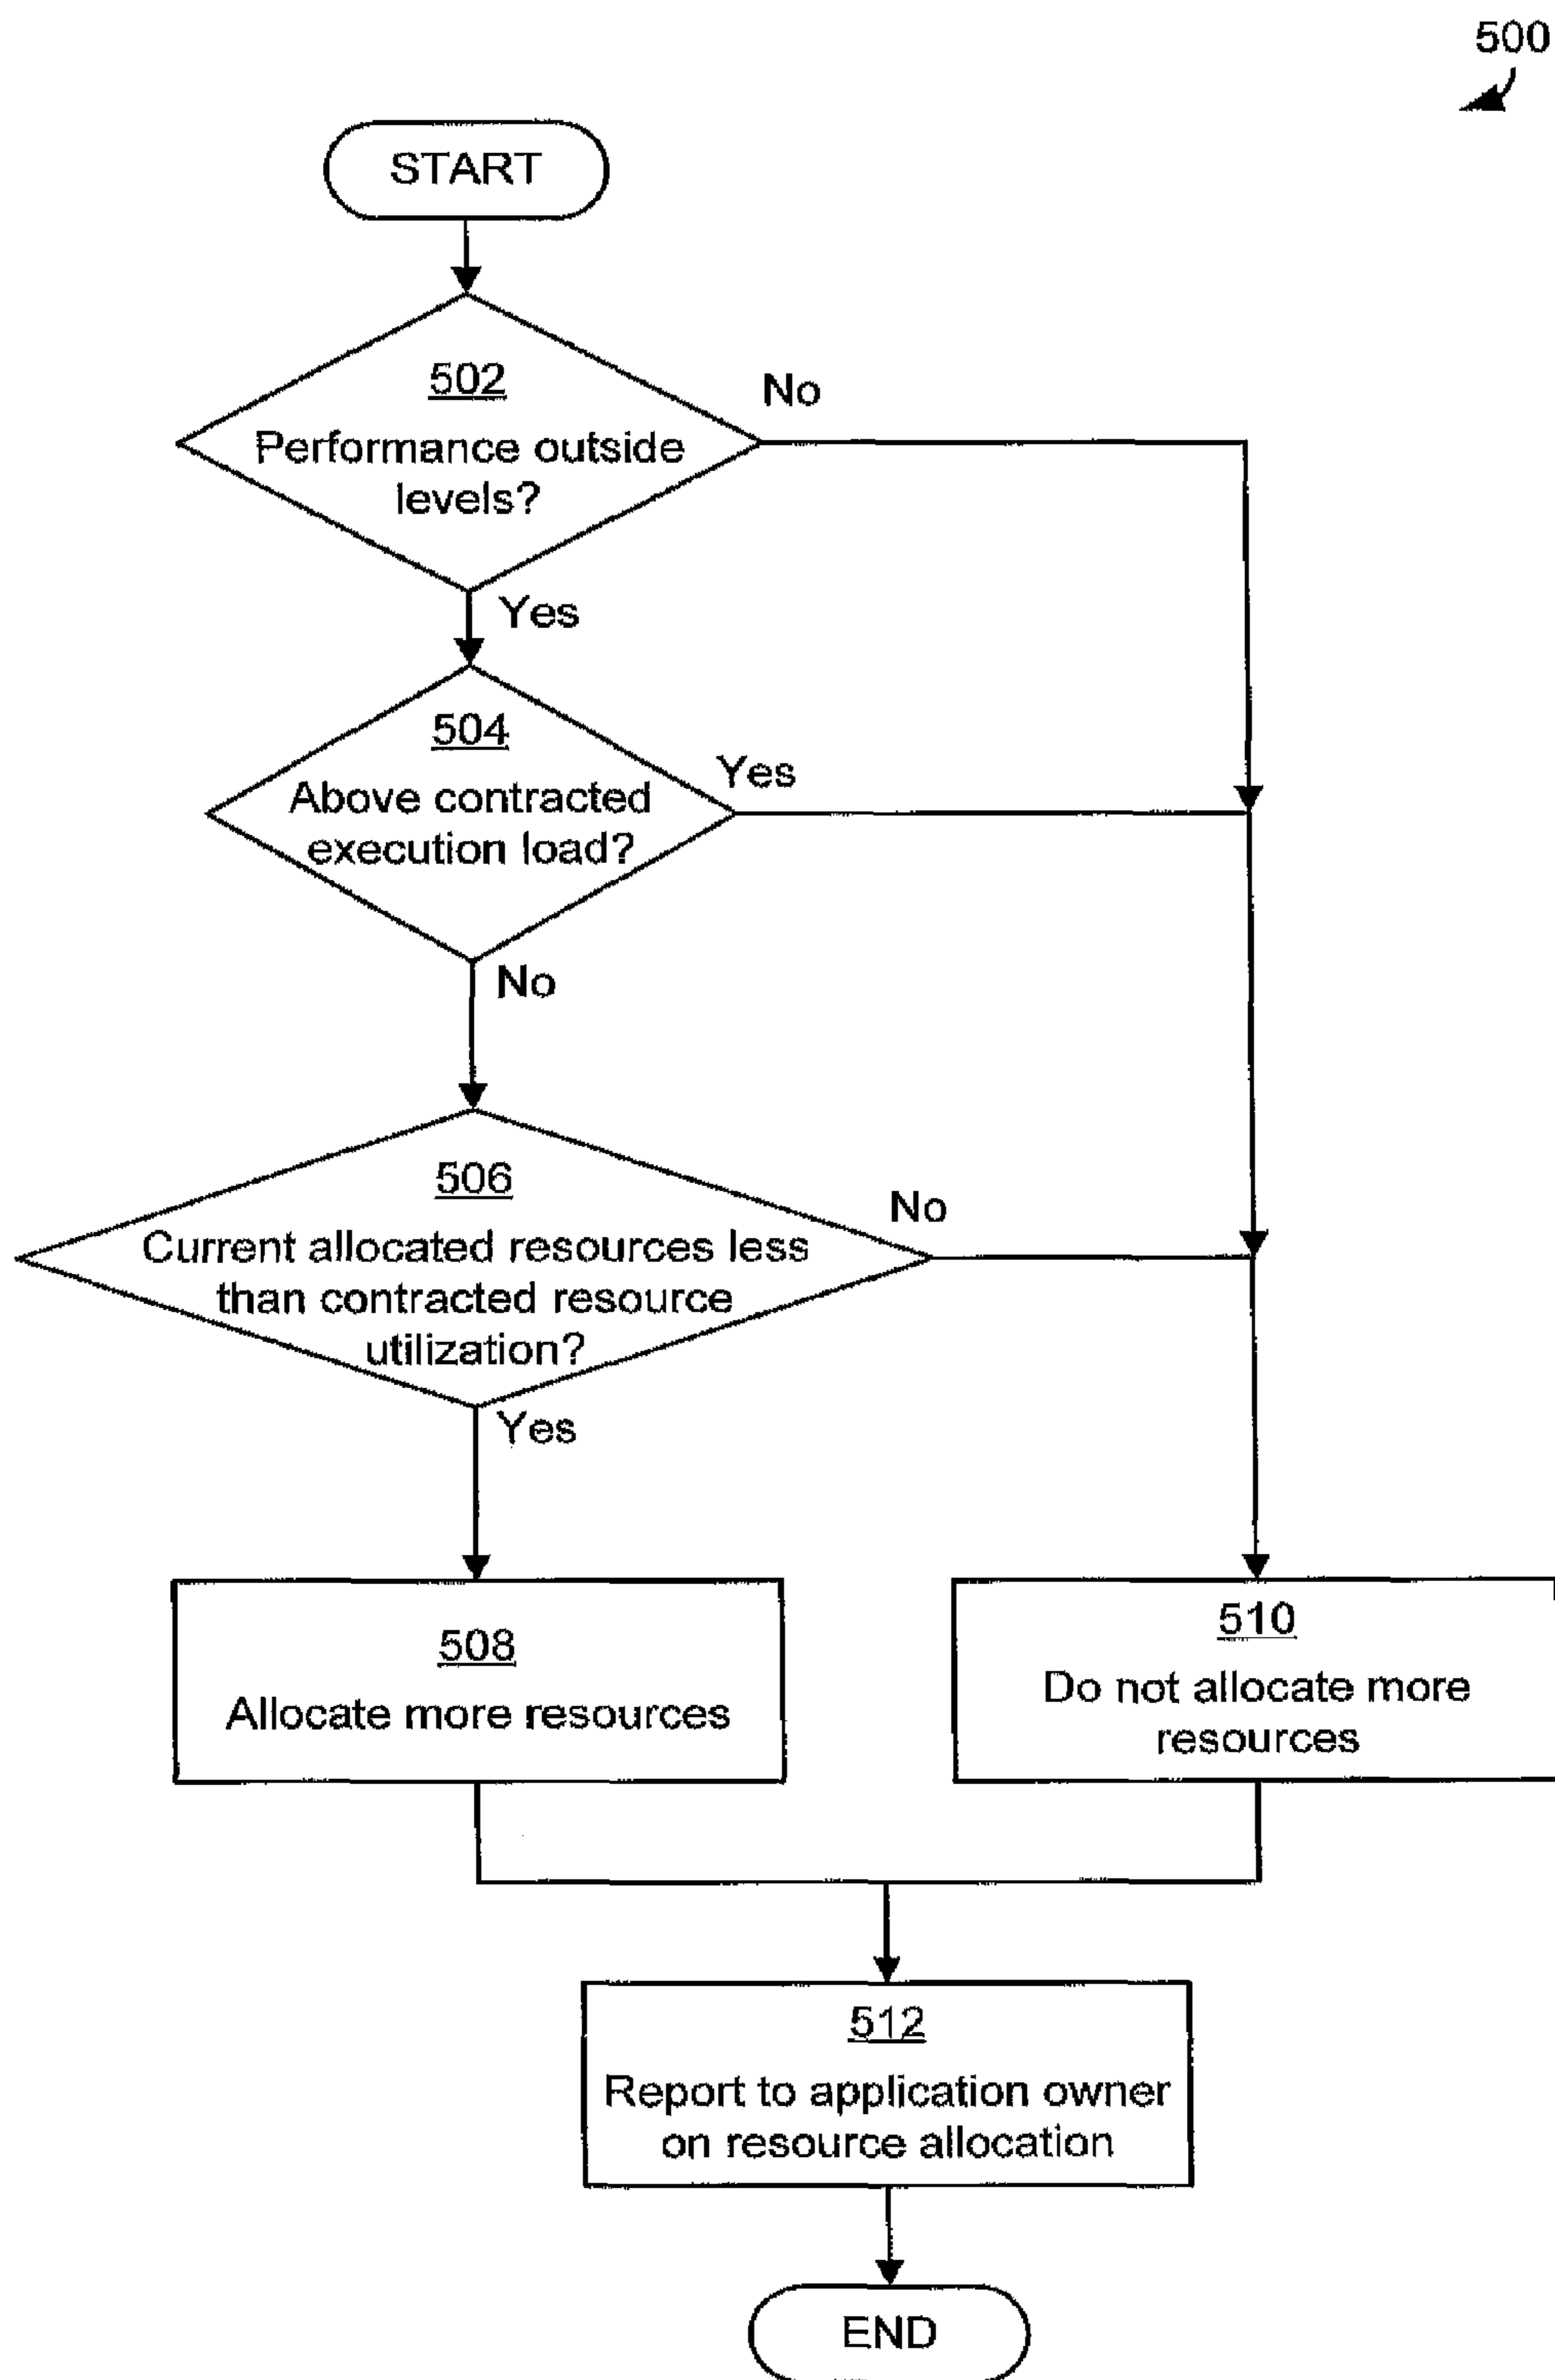 500
START
502
Performance outside
levels?
No
Yes
504
Above contracted
execution load?
Yes
No
506
Current allocated resources less
than contracted resource
utilization?
No
Yes
508
Allocate more resources
510
Do not allocate more
resources
512
Report to application owner
on resource allocation
END